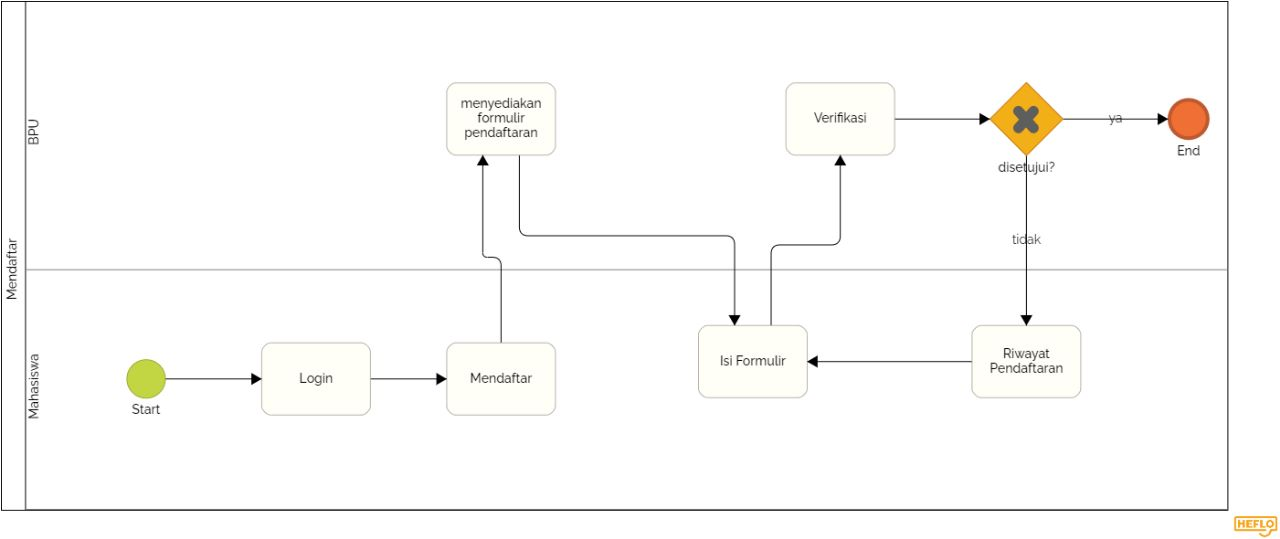 Mendaftar
BPU
menyediakan
formulir
pendaftaran
Verifikasi
disetujui?
ya
End
tidak
Mahasiswa
Start
Login
Mendaftar
Isi Formulir
Riwayat
Pendaftaran
HEFLO